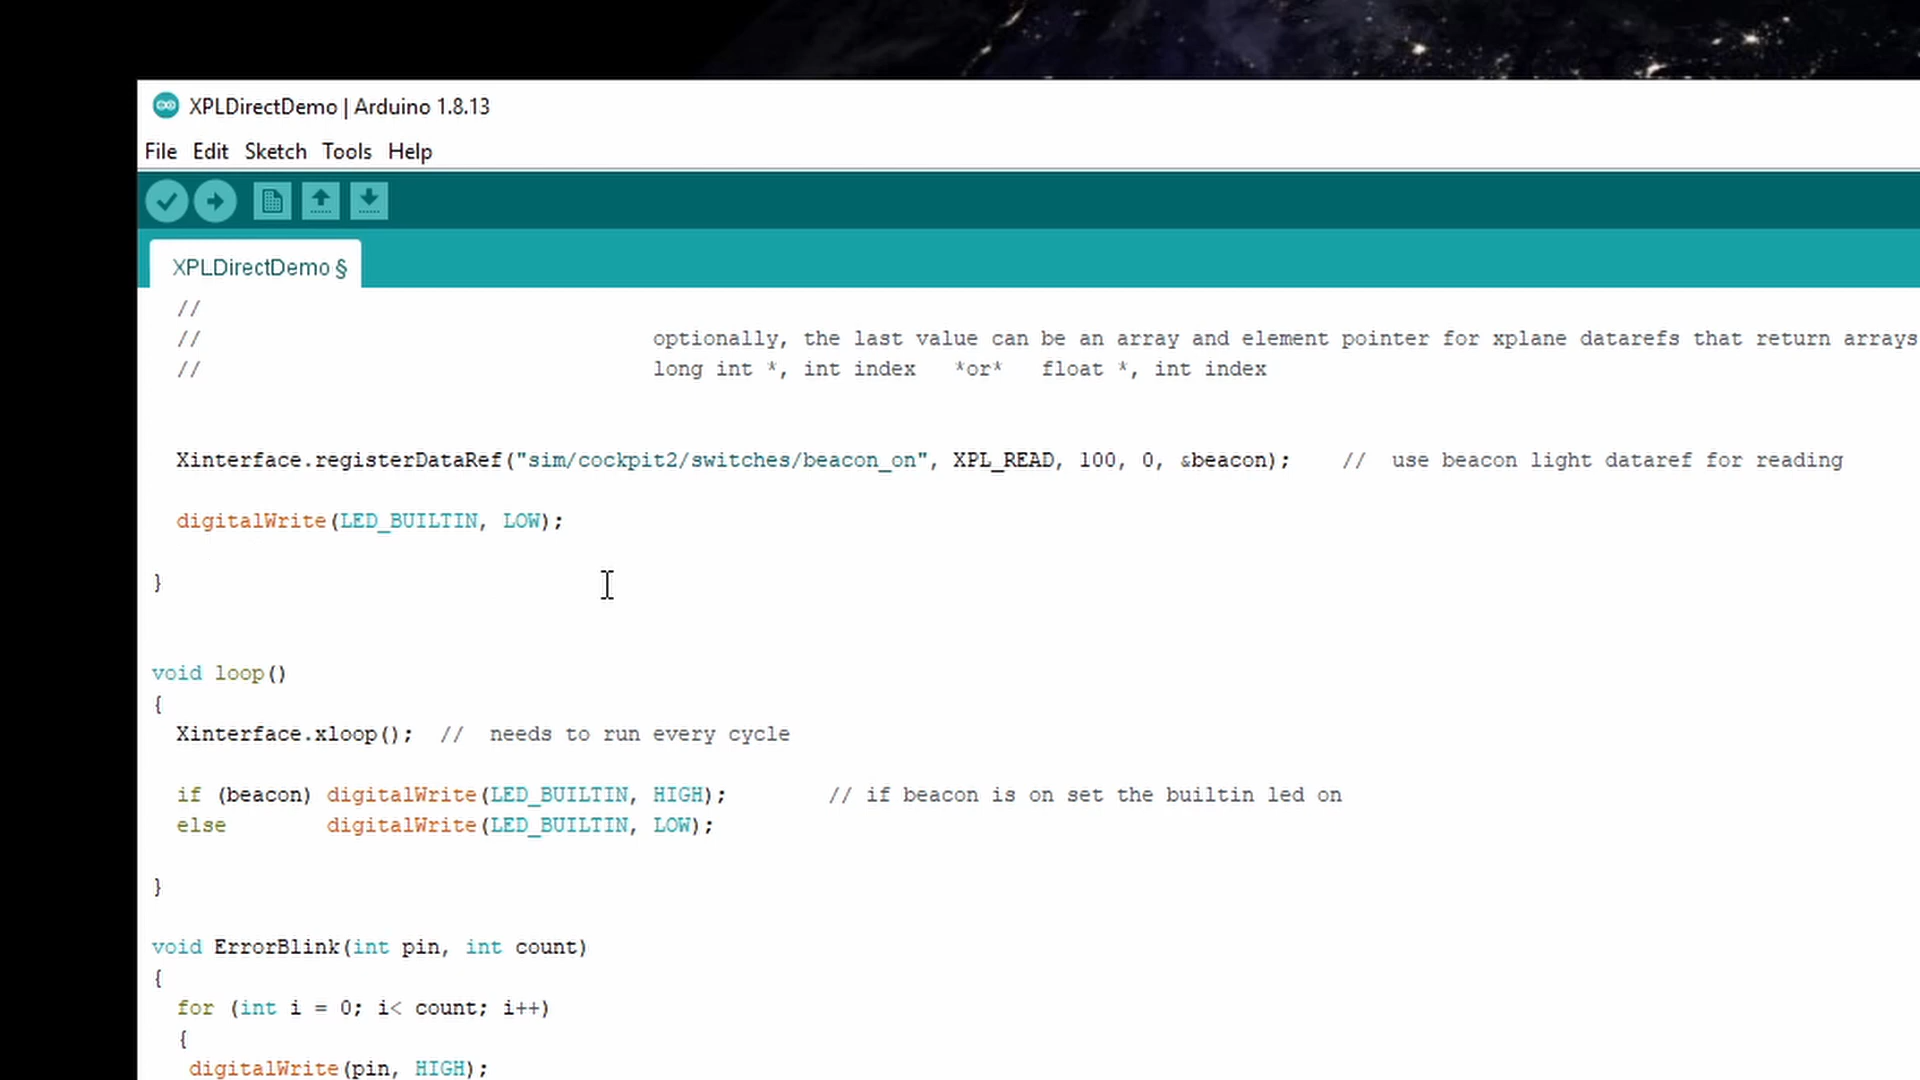 XPLDirectDemo | Arduino 1.8.13
File Edit Sketch Tools Help
XPLDirectDemo §
//
// optionally, the last value can be an array and element pointer for xplane datarefs that return arrays
// long int *, int index *or* float *, int index
Xinterface.registerDataRef("sim/cockpit2/switches/beacon_on", XPL_READ, 100, 0, &beacon); // use beacon light dataref for reading
digitalWrite(LED_BUILTIN, LOW);
}
void loop()
{
Xinterface.xloop(); // needs to run every cycle
if (beacon) digitalWrite(LED_BUILTIN, HIGH); // if beacon is on set the builtin led on
else digitalWrite(LED_BUILTIN, LOW);
}
void ErrorBlink(int pin, int count)
{
for (int i = 0; i< count; i++)
{
digitalWrite(pin, HIGH);